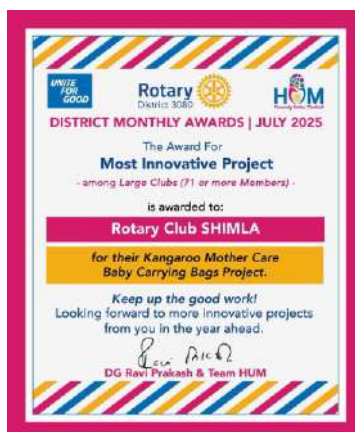 UNITE
FOR
GOOD
Rotary
District 3080
HUM
DISTRICT MONTHLY AWARDS | JULY 2025
The Award For
Most Innovative Project
- among Large Clubs (71 or more Members) -
is awarded to:
Rotary Club SHIMLA
for their Kangaroo Mother Care
Baby Carrying Bags Project.
Keep up the good work!
Looking forward to more innovative projects
from you in the year ahead.
DG Ravi Prakash & Team HUM